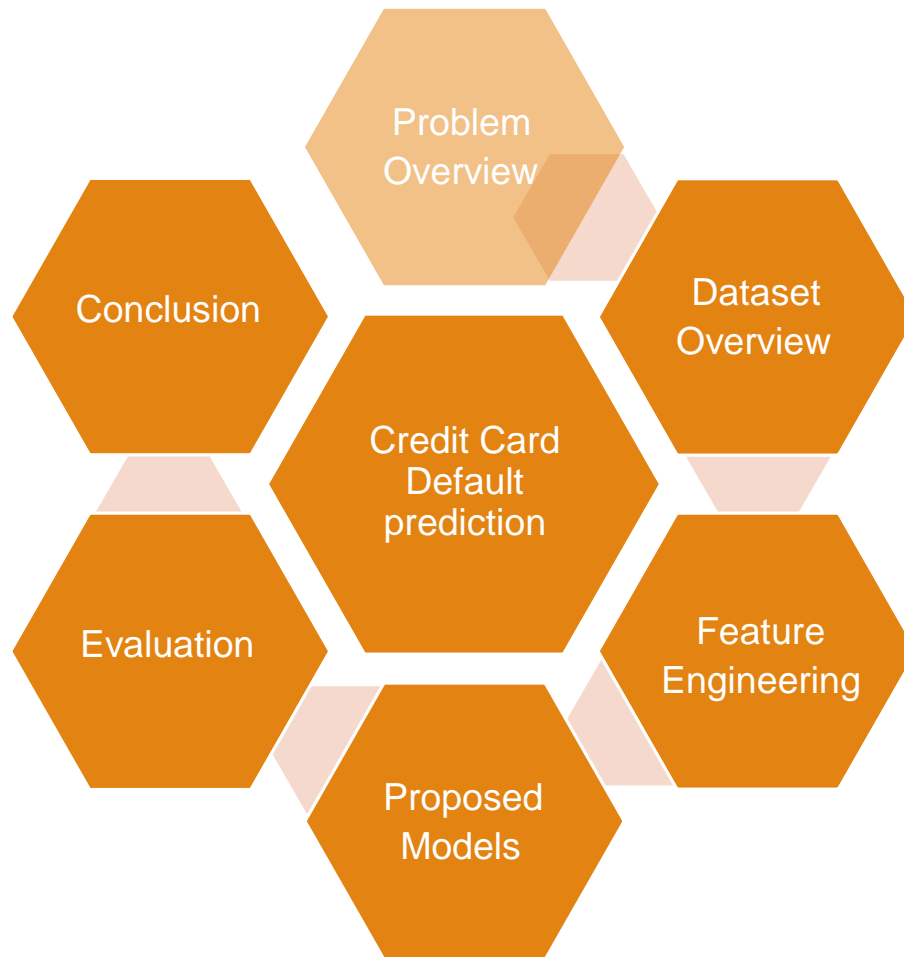 Problem
Overview
Dataset
Overview
Feature
Engineering
Proposed
Models
Evaluation
Conclusion
Credit Card
Default
prediction